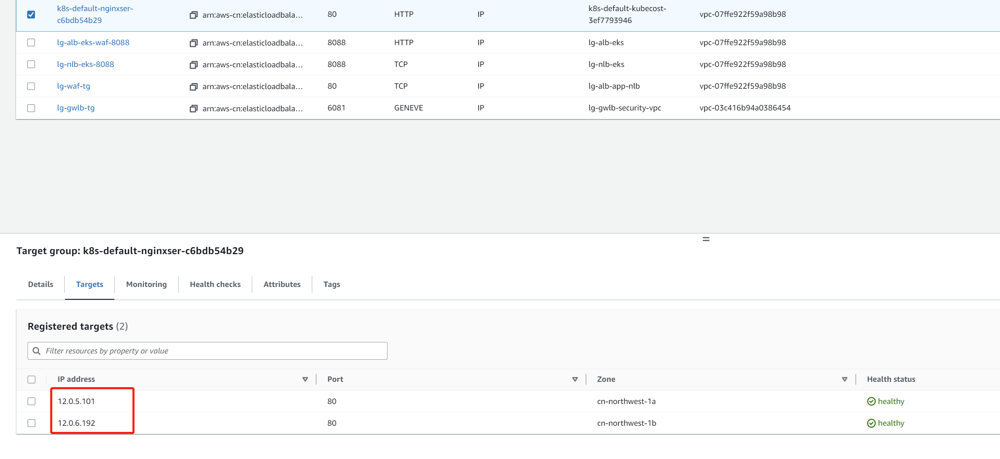 k8s-default-nginxser-
c6bdb54b29
arn:aws-cn:elasticloadbala…
80
HTTP
IP
k8s-default-kubecost-
3ef7793946
vpc-07ffe922f59a98b98
lg-alb-eks-waf-8088 arn:aws-cn:elasticloadbala… 8088 HTTP IP lg-alb-eks vpc-07ffe922f59a98b98
lg-nlb-eks-8088 arn:aws-cn:elasticloadbala… 8088 TCP IP lg-nlb-eks vpc-07ffe922f59a98b98
lg-waf-tg arn:aws-cn:elasticloadbala… 80 TCP IP lg-alb-app-nlb vpc-07ffe922f59a98b98
lg-gwlb-tg arn:aws-cn:elasticloadbala… 6081 GENEVE IP lg-gwlb-security-vpc vpc-03c416b94a0386454
Target group: k8s-default-nginxser-c6bdb54b29
Details Targets Monitoring Health checks Attributes Tags
Registered targets (2)
Filter resources by property or value
IP address Port Zone Health status
12.0.5.101 80 cn-northwest-1a healthy
12.0.6.192 80 cn-northwest-1b healthy